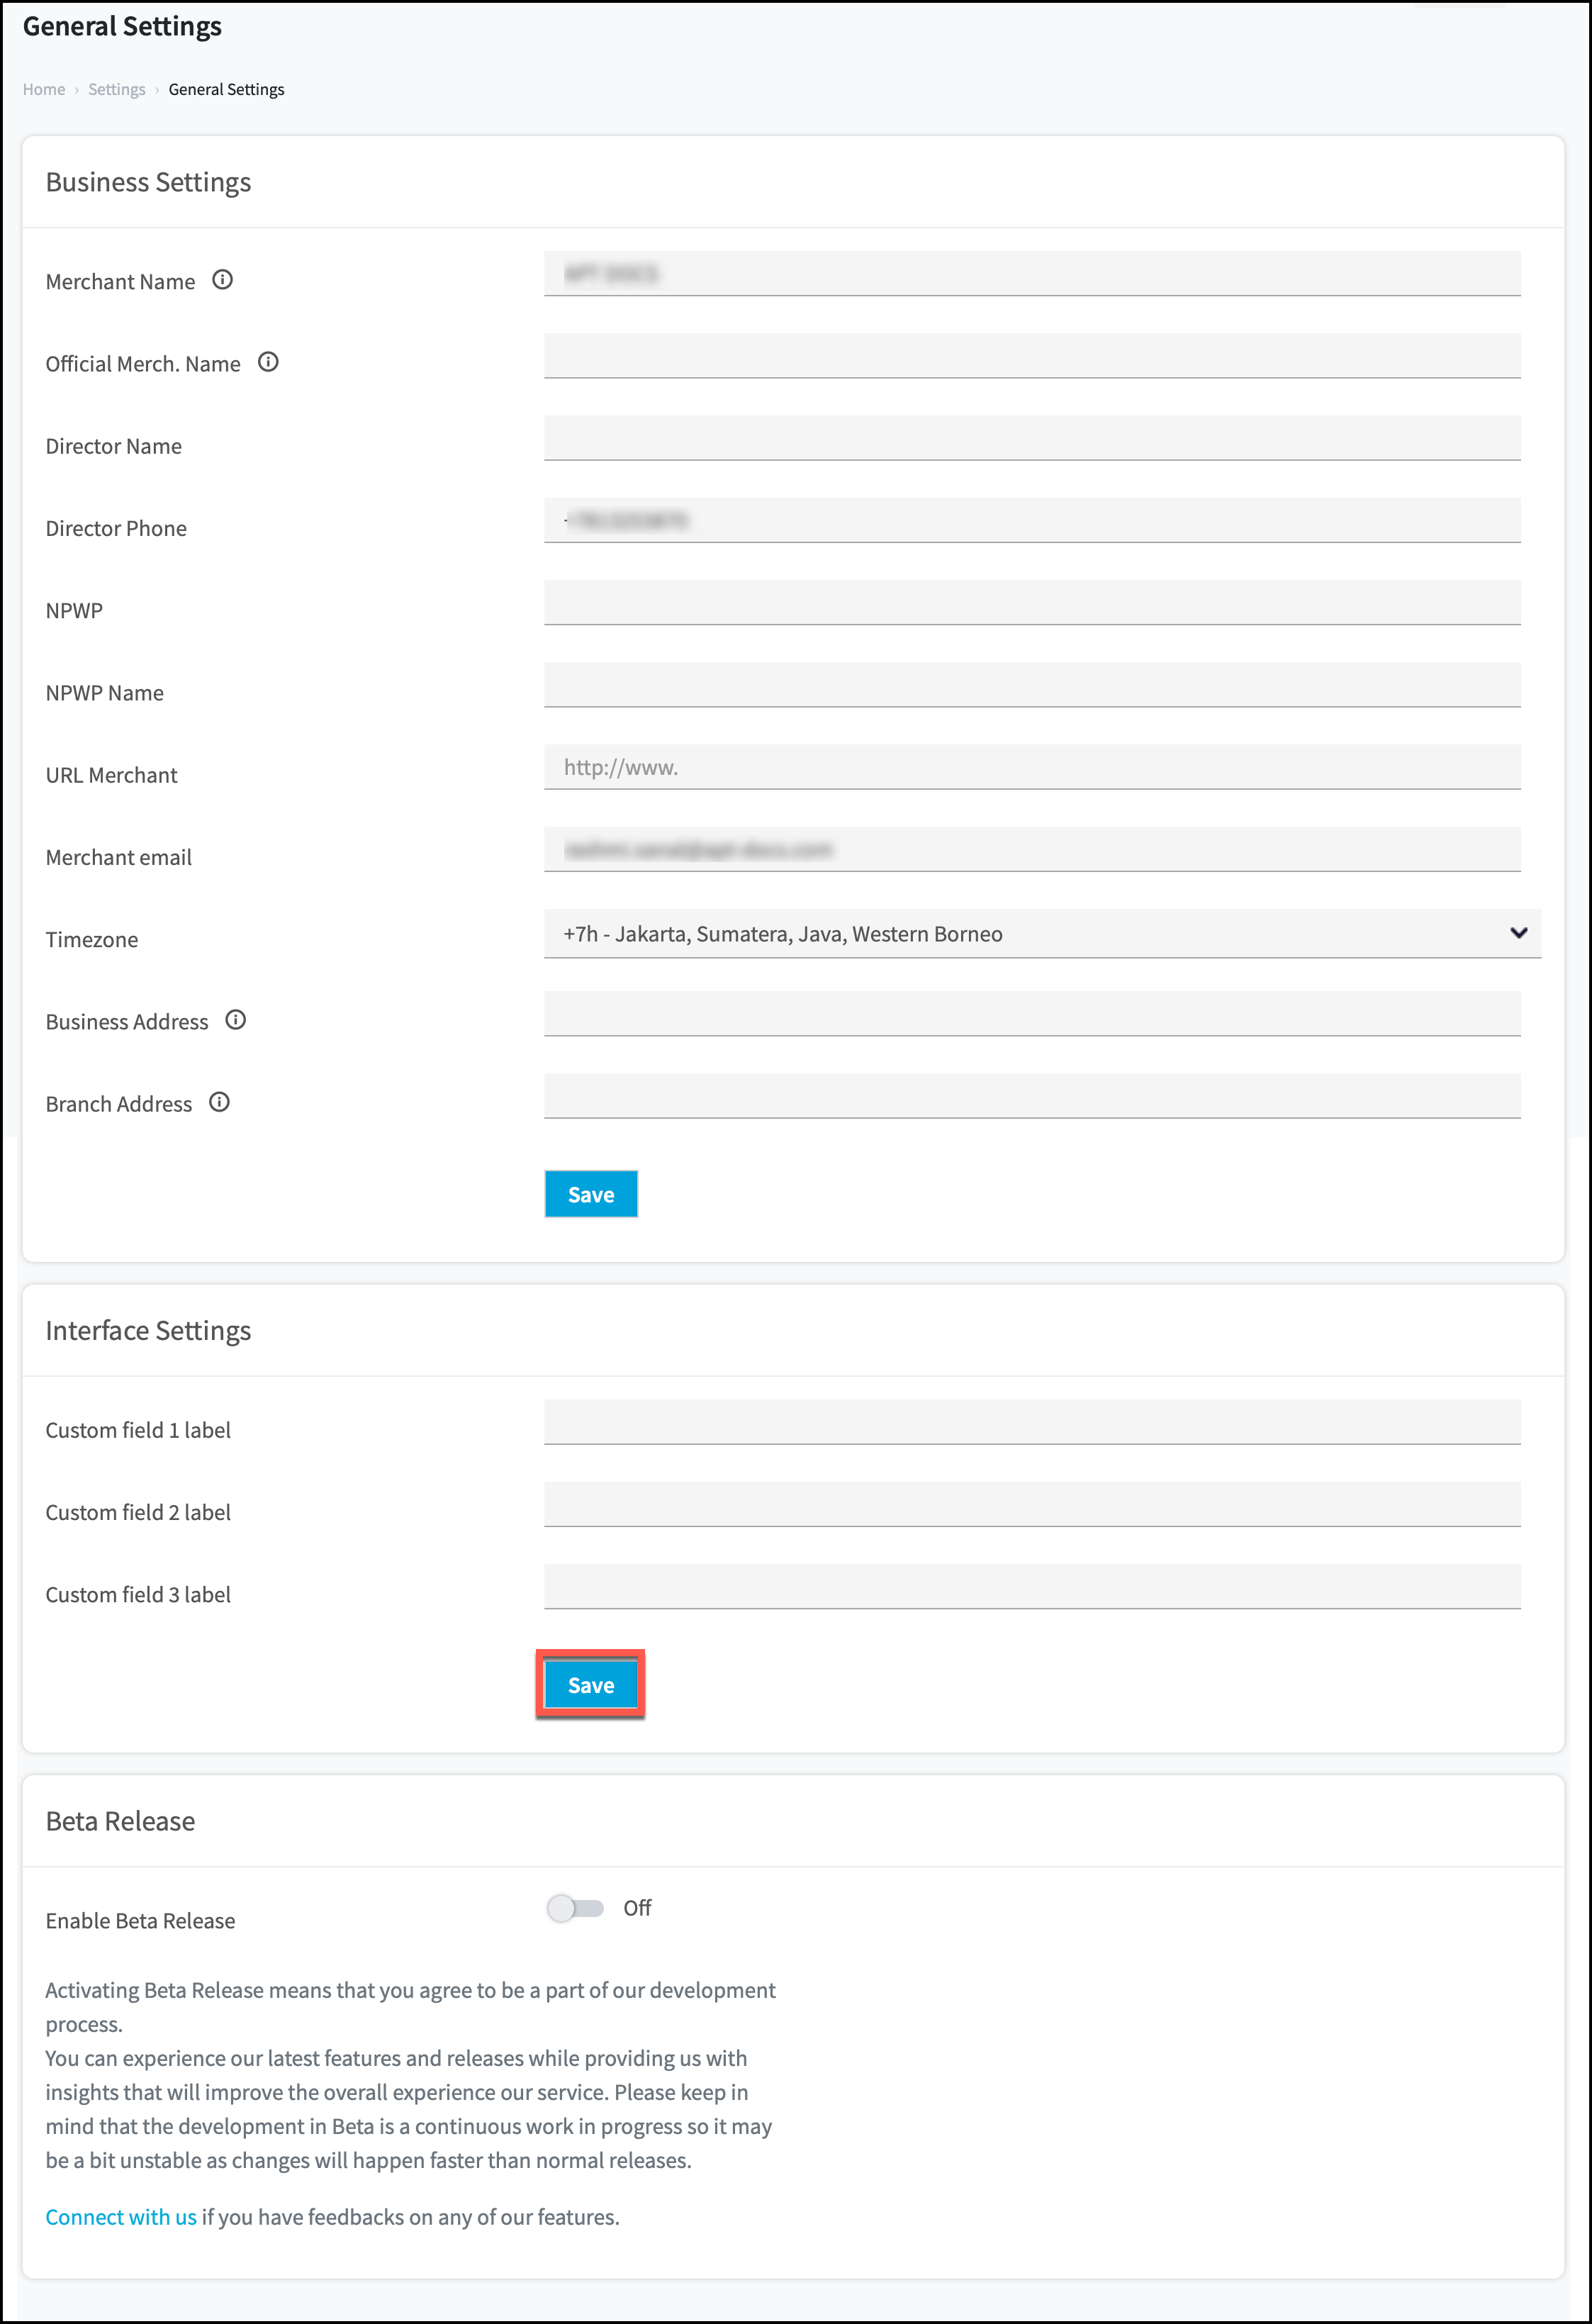 General Settings
Home › Settings › General Settings
Business Settings
Merchant Name
Official Merch. Name
Director Name
Director Phone
NPWP
NPWP Name
URL Merchant http://www.
Merchant email
Timezone +7h - Jakarta, Sumatera, Java, Western Borneo
Business Address
Branch Address
Save
Interface Settings
Custom field 1 label
Custom field 2 label
Custom field 3 label
Save
Beta Release
Enable Beta Release Off
Activating Beta Release means that you agree to be a part of our development
process.
You can experience our latest features and releases while providing us with
insights that will improve the overall experience our service. Please keep in
mind that the development in Beta is a continuous work in progress so it may
be a bit unstable as changes will happen faster than normal releases.
Connect with us if you have feedbacks on any of our features.